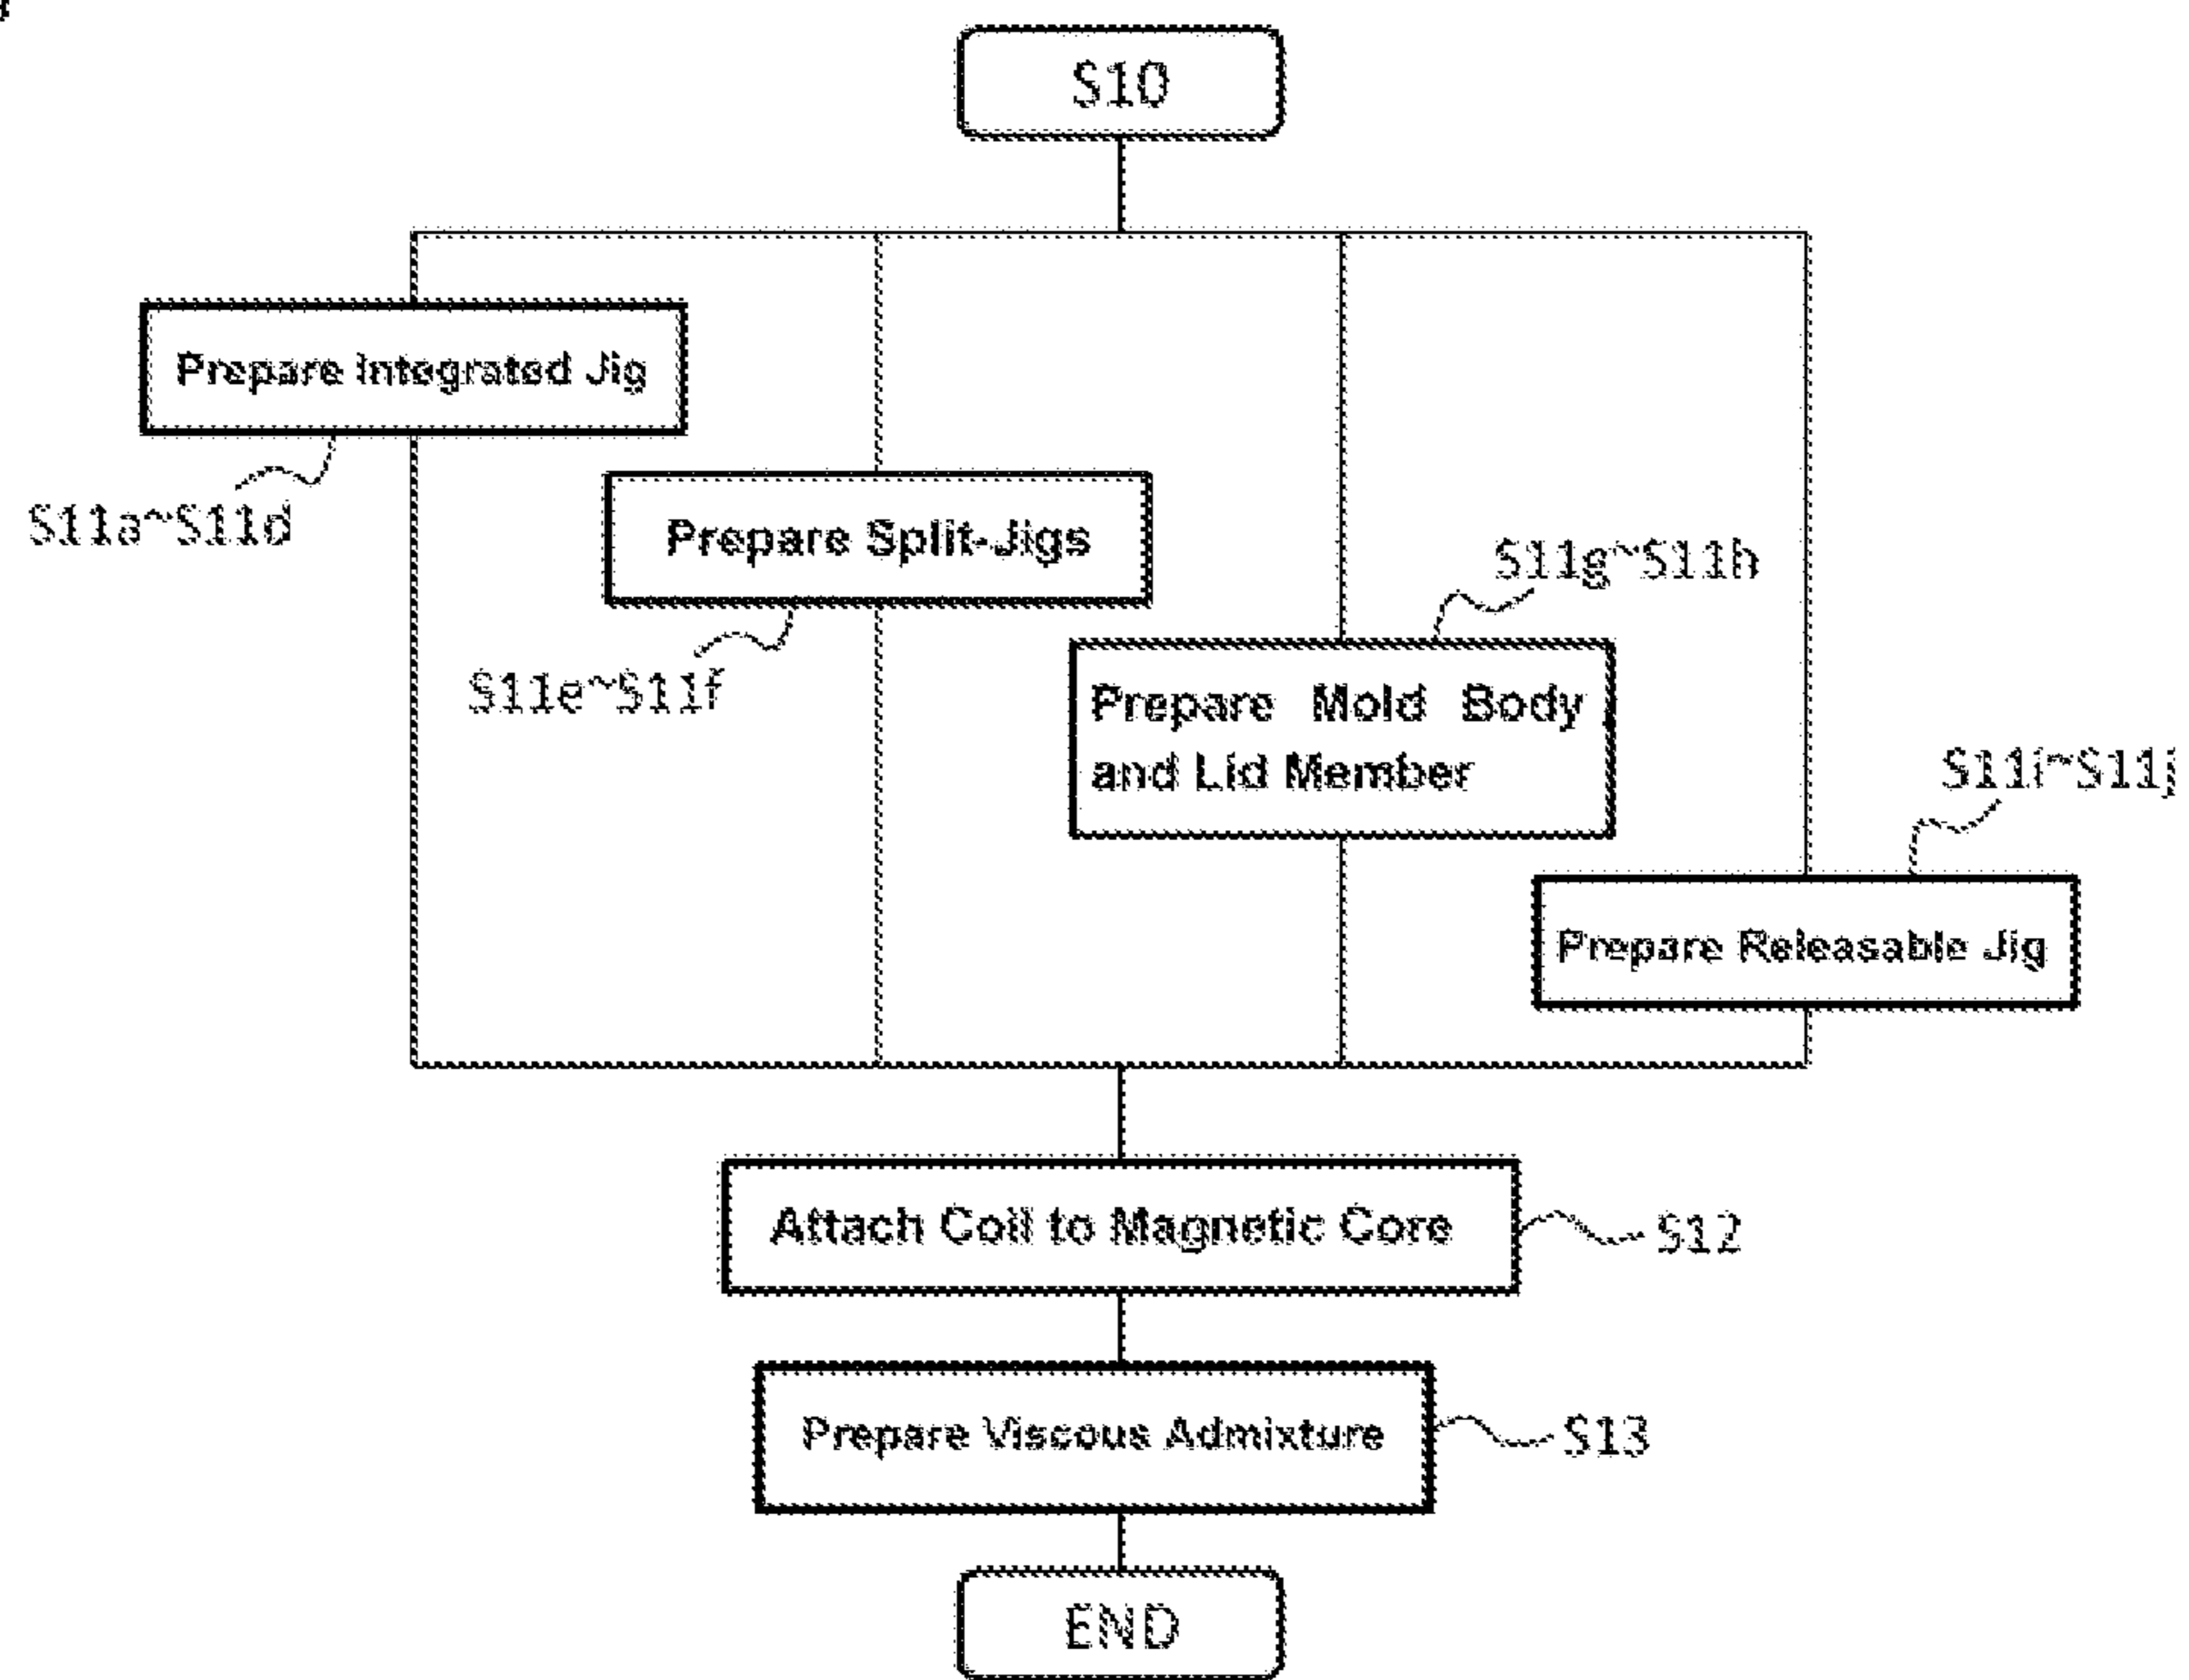 S10
Prepare Integrated Jig
S11a~S11d
Prepare Split-Jigs
S11e~S11f
S11g~S11h
Prepare Mold Body
and Lid Member
S11i~S11j
Prepare Releasable Jig
Attach Coil to Magnetic Core
S12
Prepare Viscous Admixture
S13
END